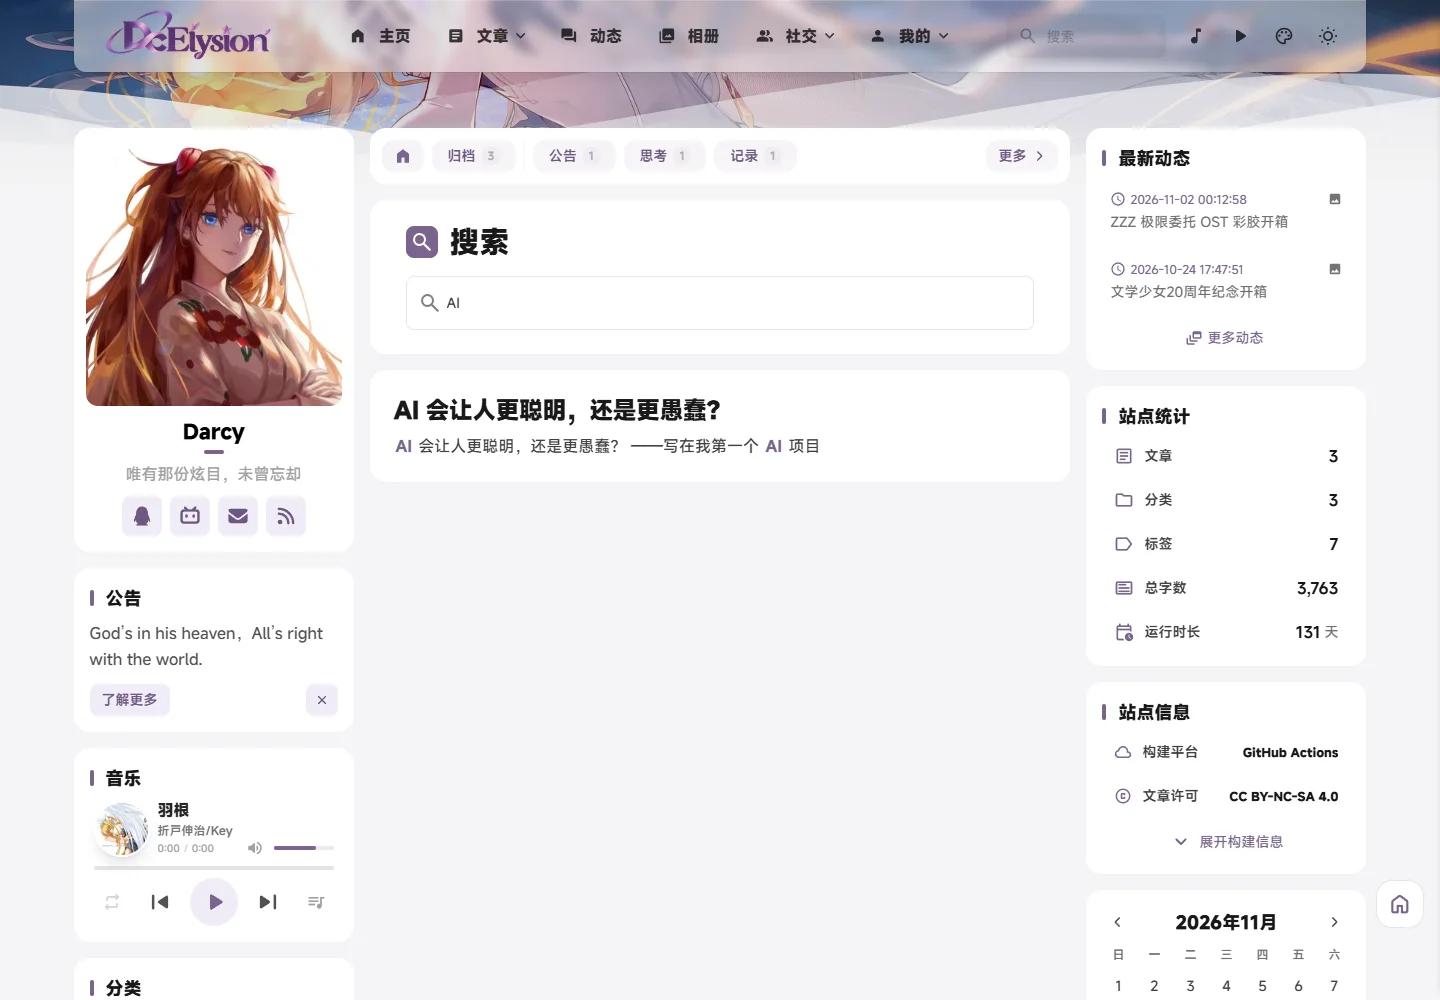 DcElysion
主页
文章
动态
相册
社交
我的
搜索
Darcy
唯有那份炫目，未曾忘却
公告
God's in his heaven，All's right
with the world.
了解更多
音乐
羽根
折戸伸治/Key
0:00 / 0:00
分类
归档 3
公告 1
思考 1
记录 1
更多
搜索
AI
AI 会让人更聪明，还是更愚蠢？
AI 会让人更聪明，还是更愚蠢？ ——写在我第一个 AI 项目
最新动态
2026-11-02 00:12:58
ZZZ 极限委托 OST 彩胶开箱
2026-10-24 17:47:51
文学少女20周年纪念开箱
更多动态
站点统计
文章 3
分类 3
标签 7
总字数 3,763
运行时长 131 天
站点信息
构建平台 GitHub Actions
文章许可 CC BY-NC-SA 4.0
展开构建信息
2026年11月
日 一 二 三 四 五 六
1 2 3 4 5 6 7